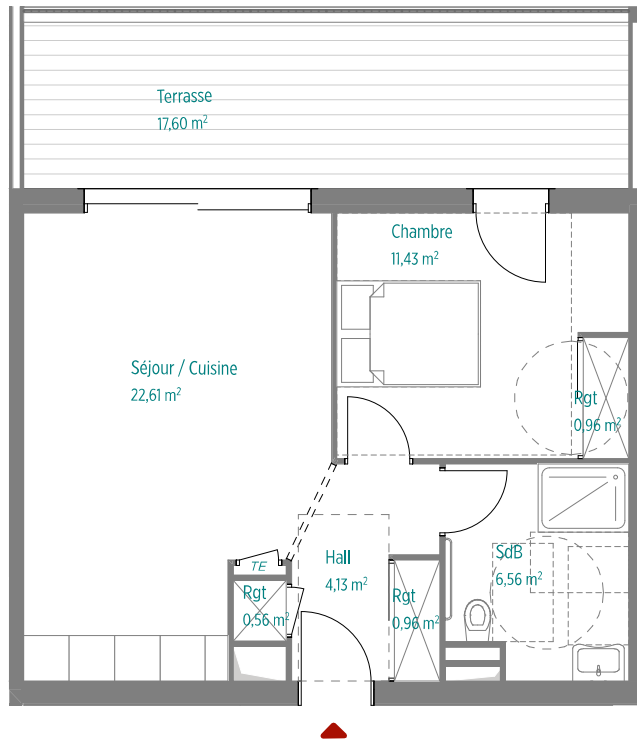 Terrasse
17,60 m²
Chambre
11,43 m²
Séjour / Cuisine
22,61 m²
Rgt
0,96 m²
Hall
4,13 m²
SdB
6,56 m²
TE
Rgt
0,56 m²
Rgt
0,96 m²